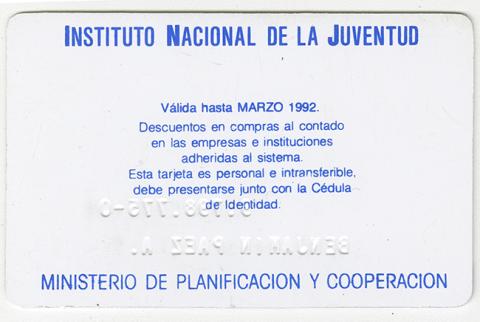 INSTITUTO NACIONAL DE LA JUVENTUD
Válida hasta MARZO 1992.
Descuentos en compras al contado
en las empresas e instituciones
adheridas al sistema.
Esta tarjeta es personal e intransferible,
debe presentarse junto con la Cédula
de Identidad.
BENJAMIN PAEZ A.
MINISTERIO DE PLANIFICACION Y COOPERACION